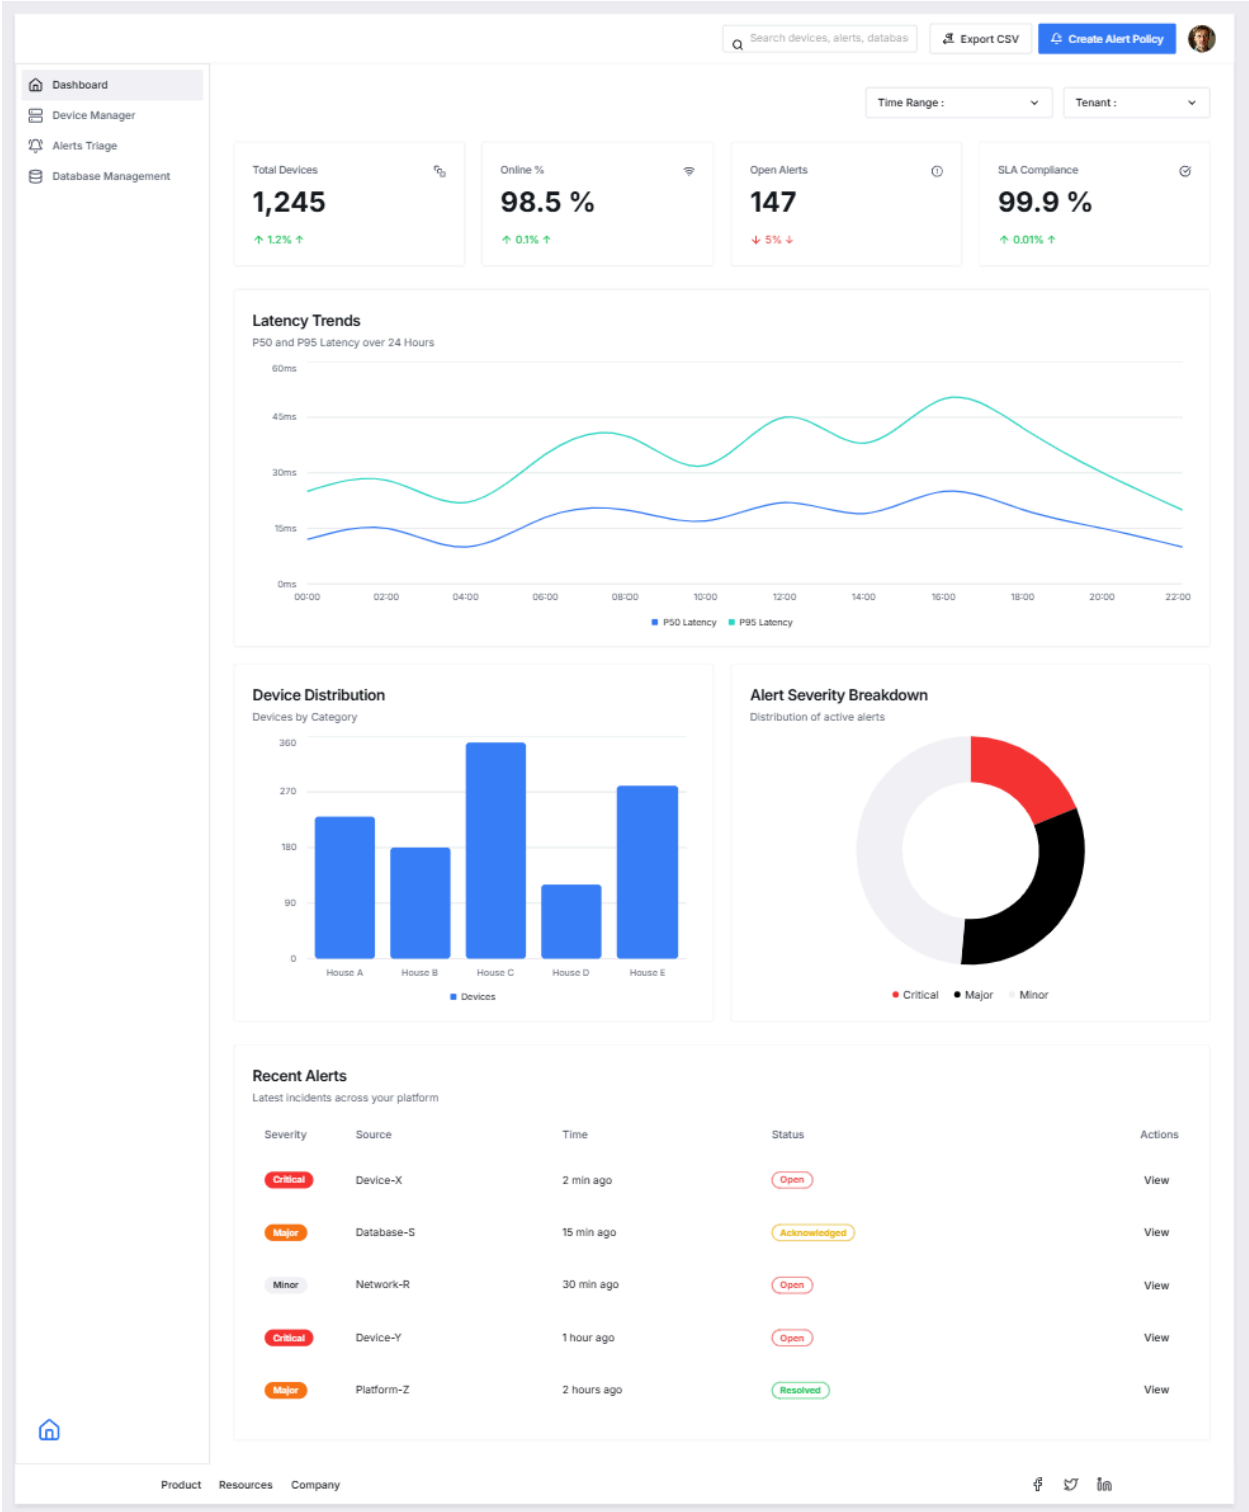 Search devices, alerts, databas
Export CSV
Create Alert Policy
Dashboard
Device Manager
Alerts Triage
Database Management
Time Range :
Tenant :
Total Devices
1,245
↑ 1.2% ↑
Online %
98.5 %
↑ 0.1% ↑
Open Alerts
147
↓ 5% ↓
SLA Compliance
99.9 %
↑ 0.01% ↑
Latency Trends
P50 and P95 Latency over 24 Hours
60ms
45ms
30ms
15ms
0ms
00:00 02:00 04:00 06:00 08:00 10:00 12:00 14:00 16:00 18:00 20:00 22:00
P50 Latency P95 Latency
Device Distribution
Devices by Category
360
270
180
90
0
House A House B House C House D House E
Devices
Alert Severity Breakdown
Distribution of active alerts
Critical Major Minor
Recent Alerts
Latest incidents across your platform
Severity Source Time Status Actions
Critical Device-X 2 min ago Open View
Major Database-S 15 min ago Acknowledged View
Minor Network-R 30 min ago Open View
Critical Device-Y 1 hour ago Open View
Major Platform-Z 2 hours ago Resolved View
Product Resources Company